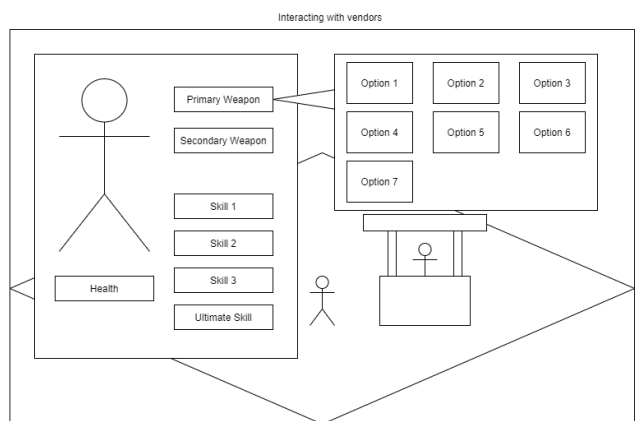 Interacting with vendors
Primary Weapon
Secondary Weapon
Skill 1
Skill 2
Skill 3
Ultimate Skill
Health
Option 1
Option 2
Option 3
Option 4
Option 5
Option 6
Option 7